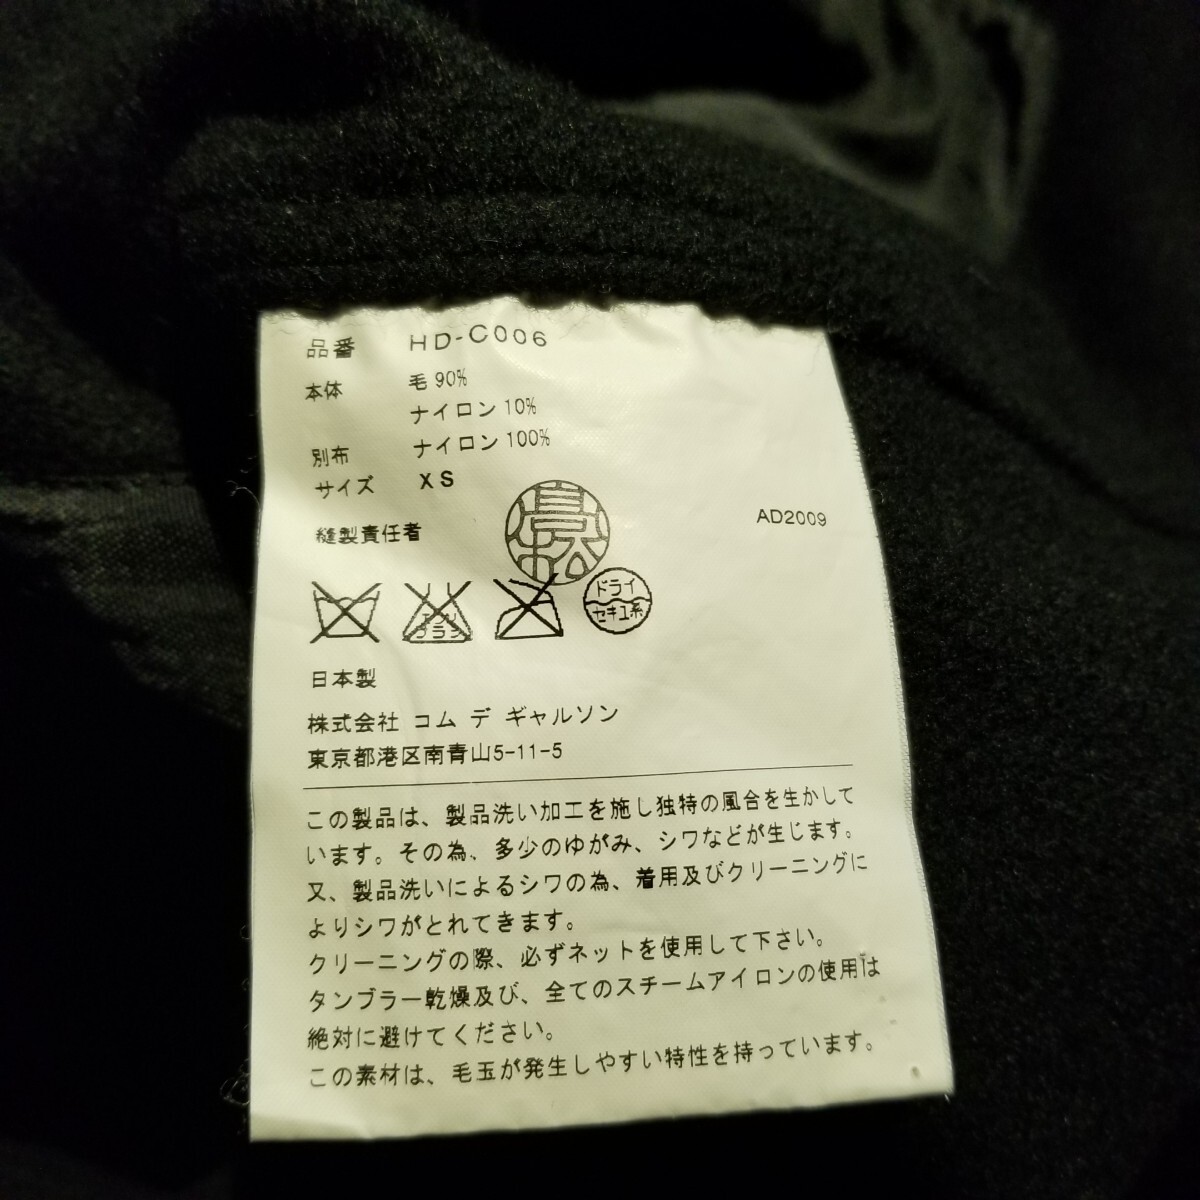 品番 HD-C006
本体 毛 90%
ナイロン 10%
別布 ナイロン 100%
サイズ XS
縫製責任者
AD2009
エンソ
サラシ
ドライ
セキユ系
日本製
株式会社 コム デ ギャルソン
東京都港区南青山5-11-5
この製品は、製品洗い加工を施し独特の風合を生かして
います。その為、多少のゆがみ、シワなどが生じます。
又、製品洗いによるシワの為、着用及びクリーニングに
よりシワがとれてきます。
クリーニングの際、必ずネットを使用して下さい。
タンブラー乾燥及び、全てのスチームアイロンの使用は
絶対に避けてください。
この素材は、毛玉が発生しやすい特性を持っています。